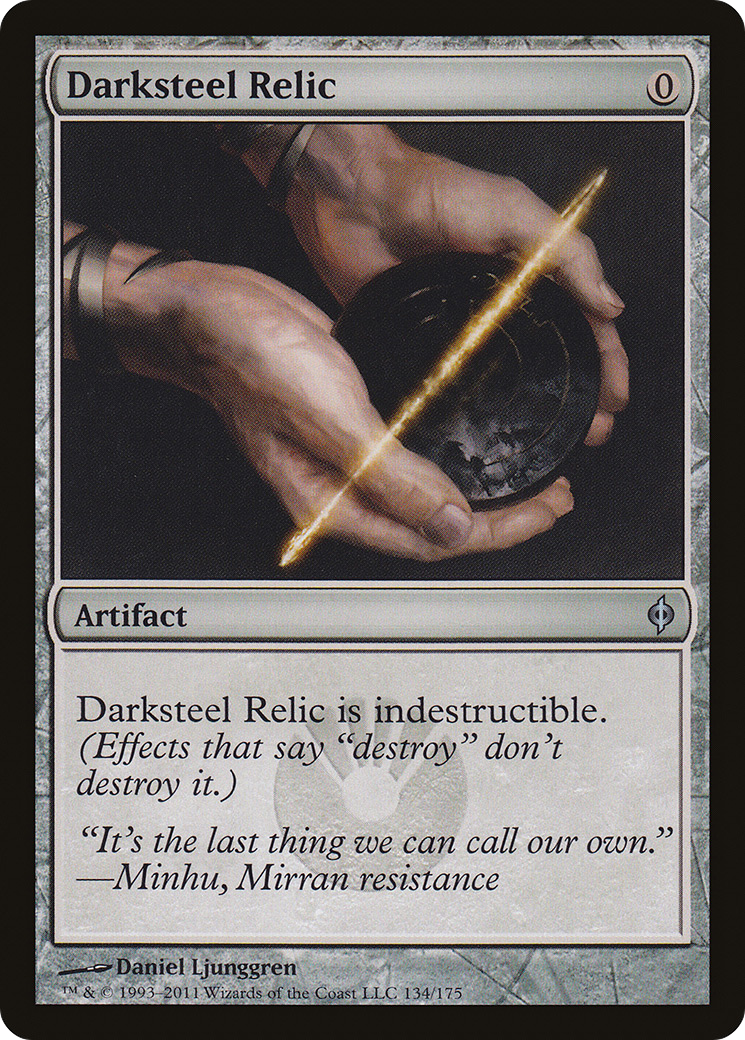 Darksteel Relic 0
Artifact
Darksteel Relic is indestructible.
(Effects that say “destroy” don’t
destroy it.)
“It’s the last thing we can call our own.”
—Minhu, Mirran resistance
Daniel Ljunggren
™ & © 1993–2011 Wizards of the Coast LLC 134/175